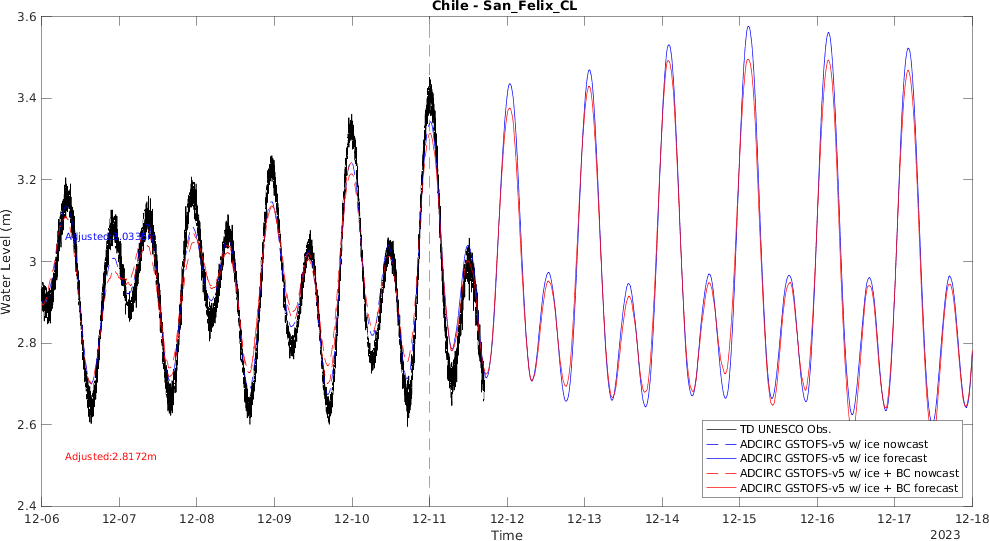 Chile - San_Felix_CL
Water Level (m)
3.6
3.4
3.2
3
2.8
2.6
2.4
Adjusted:2.8172m
TD UNESCO Obs.
ADCIRC GSTOFS-v5 w/ ice nowcast
ADCIRC GSTOFS-v5 w/ ice forecast
ADCIRC GSTOFS-v5 w/ ice + BC nowcast
ADCIRC GSTOFS-v5 w/ ice + BC forecast
12-06 12-07 12-08 12-09 12-10 12-11 12-12 12-13 12-14 12-15 12-16 12-17 12-18
Time
2023